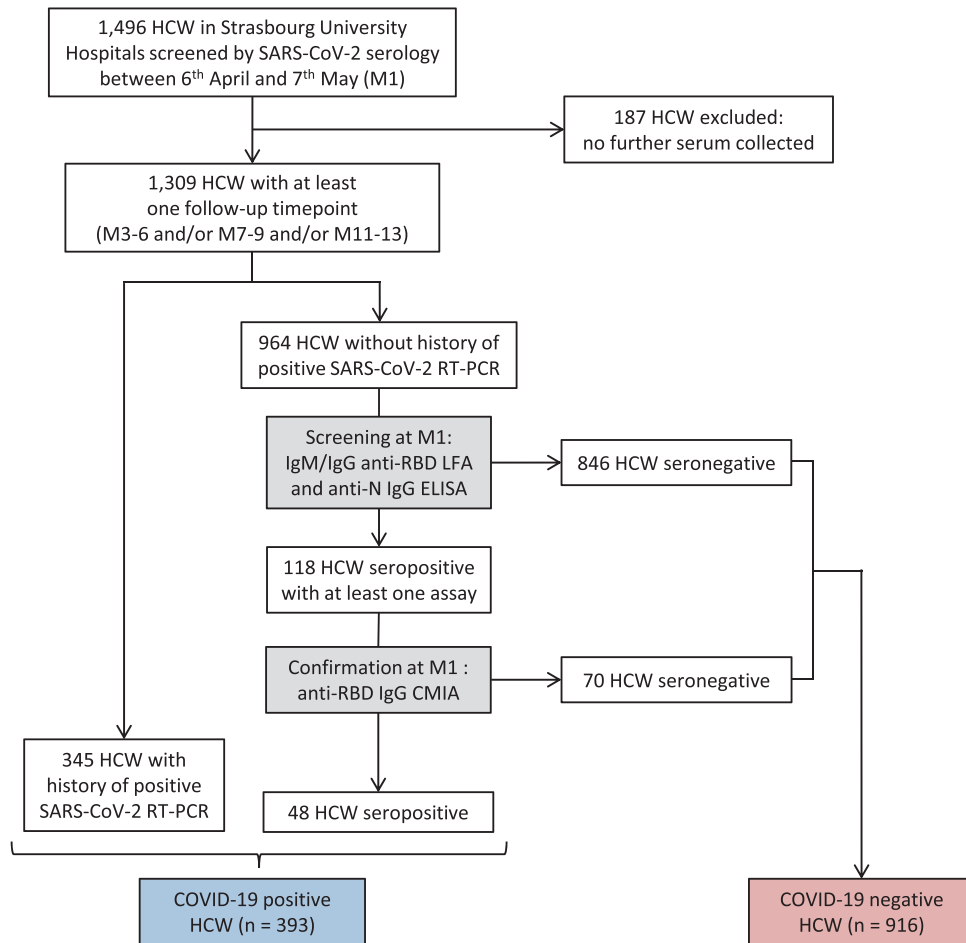 1,496 HCW in Strasbourg University
Hospitals screened by SARS-CoV-2 serology
between 6th April and 7th May (M1)
187 HCW excluded:
no further serum collected
1,309 HCW with at least
one follow-up timepoint
(M3-6 and/or M7-9 and/or M11-13)
964 HCW without history of
positive SARS-CoV-2 RT-PCR
Screening at M1:
IgM/IgG anti-RBD LFA
and anti-N IgG ELISA
846 HCW seronegative
118 HCW seropositive
with at least one assay
Confirmation at M1 :
anti-RBD IgG CMIA
70 HCW seronegative
345 HCW with
history of positive
SARS-CoV-2 RT-PCR
48 HCW seropositive
COVID-19 positive
HCW (n = 393)
COVID-19 negative
HCW (n = 916)